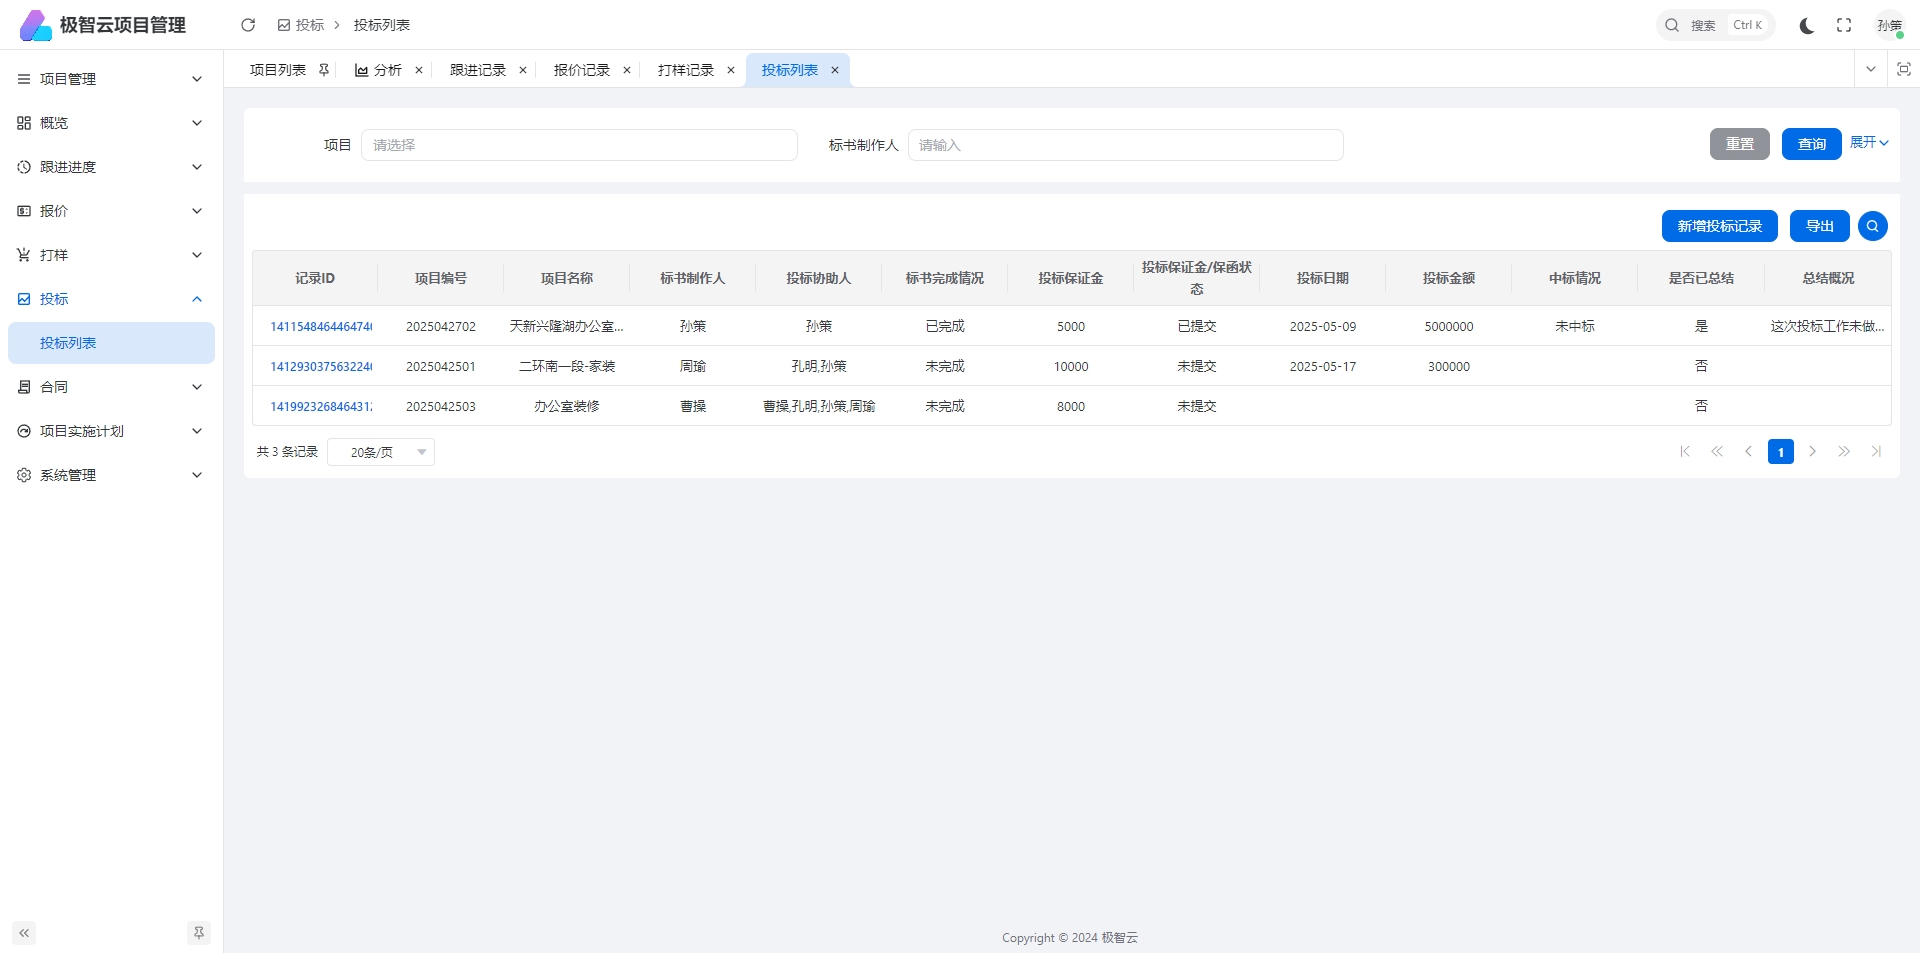 极智云项目管理
投标
投标列表
搜索
Ctrl K
孙策
项目管理
概览
跟进进度
报价
打样
投标
投标列表
合同
项目实施计划
系统管理
项目列表
分析
跟进记录
报价记录
打样记录
投标列表
项目
请选择
标书制作人
请输入
重置
查询
展开
新增投标记录
导出
记录ID 项目编号 项目名称 标书制作人 投标协助人 标书完成情况 投标保证金 投标保证金/保函状态 投标日期 投标金额 中标情况 是否已总结 总结概况
141154846446474 2025042702 天新兴隆湖办公室... 孙策 孙策 已完成 5000 已提交 2025-05-09 5000000 未中标 是 这次投标工作未做...
141293037563224 2025042501 二环南一段-家装 周瑜 孔明,孙策 未完成 10000 未提交 2025-05-17 300000 否
141992326846431 2025042503 办公室装修 曹操 曹操,孔明,孙策,周瑜 未完成 8000 未提交 否
共 3 条记录
20条/页
1
Copyright © 2024 极智云